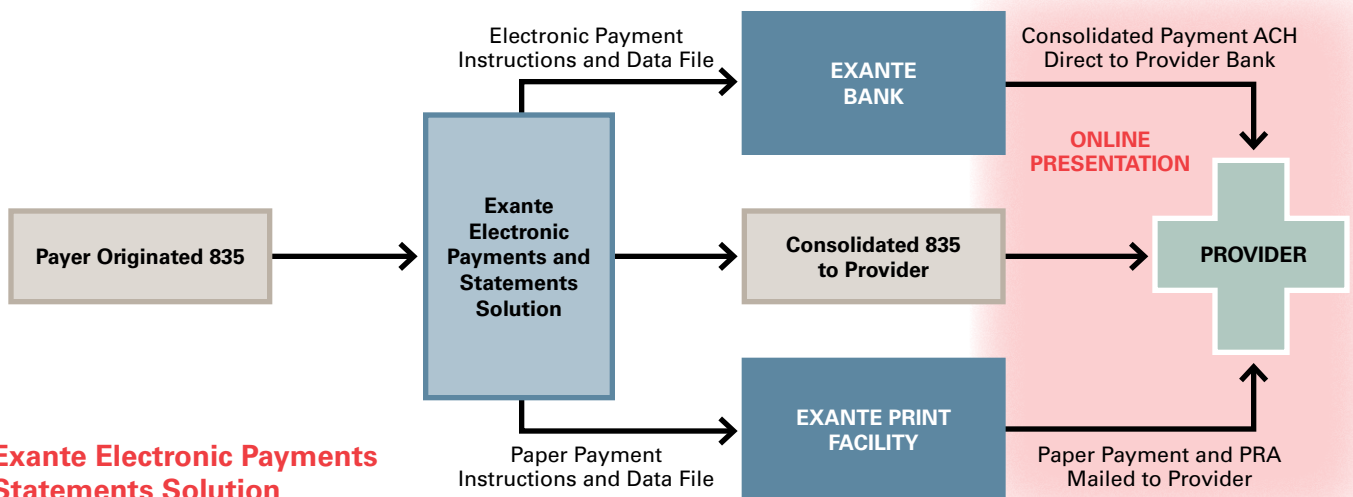 Electronic Payment
Instructions and Data File
EXANTE
BANK
Consolidated Payment ACH
Direct to Provider Bank
ONLINE
PRESENTATION
Payer Originated 835
Exante
Electronic
Payments and
Statements
Solution
Consolidated 835
to Provider
PROVIDER
Paper Payment
Instructions and Data File
EXANTE PRINT
FACILITY
Paper Payment and PRA
Mailed to Provider
Exante Electronic Payments
Statements Solution